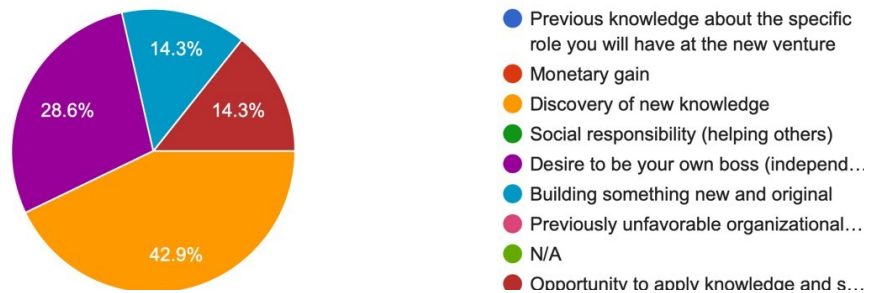 14.3%
28.6%
14.3%
42.9%
Previous knowledge about the specific
role you will have at the new venture
Monetary gain
Discovery of new knowledge
Social responsibility (helping others)
Desire to be your own boss (independ…
Building something new and original
Previously unfavorable organizational…
N/A
Opportunity to apply knowledge and s…